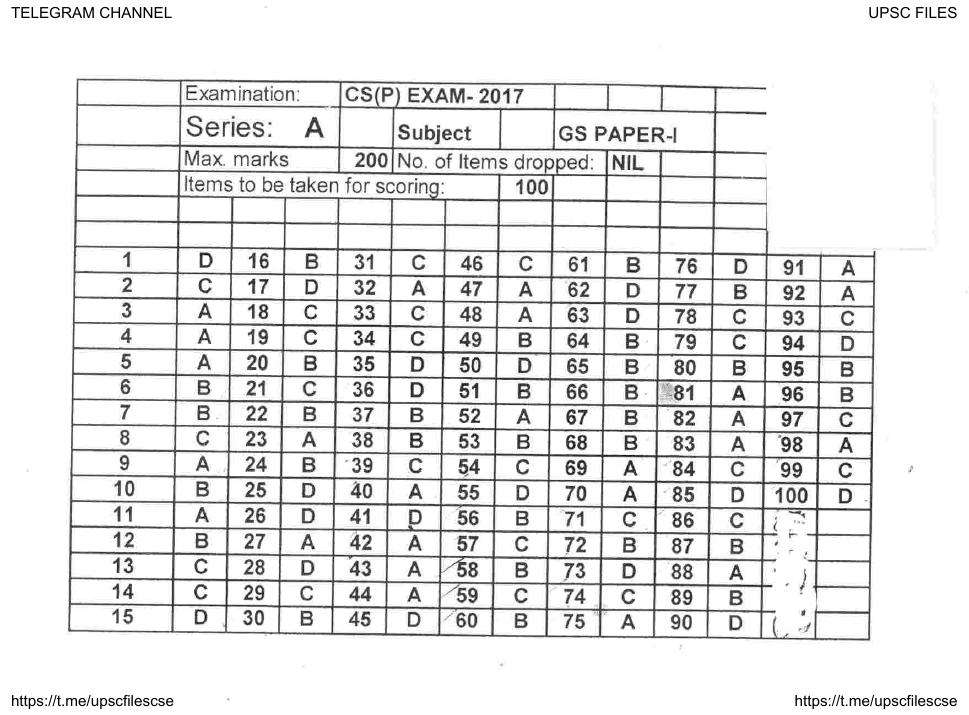 TELEGRAM CHANNEL UPSC FILES
Examination: CS(P) EXAM- 2017
Series: A Subject GS PAPER-I
Max. marks 200 No. of Items dropped: NIL
Items to be taken for scoring: 100
1 D 16 B 31 C 46 C 61 B 76 D 91 A
2 C 17 D 32 A 47 A 62 D 77 B 92 A
3 A 18 C 33 C 48 A 63 D 78 C 93 C
4 A 19 C 34 C 49 B 64 B 79 C 94 D
5 A 20 B 35 D 50 D 65 B 80 B 95 B
6 B 21 C 36 D 51 B 66 B 81 A 96 B
7 B 22 B 37 B 52 A 67 B 82 A 97 C
8 C 23 A 38 B 53 B 68 B 83 A 98 A
9 A 24 B 39 C 54 C 69 A 84 C 99 C
10 B 25 D 40 A 55 D 70 A 85 D 100 D
11 A 26 D 41 D 56 B 71 C 86 C
12 B 27 A 42 A 57 C 72 B 87 B
13 C 28 D 43 A 58 B 73 D 88 A
14 C 29 C 44 A 59 C 74 C 89 B
15 D 30 B 45 D 60 B 75 A 90 D
https://t.me/upscfilescse https://t.me/upscfilescse